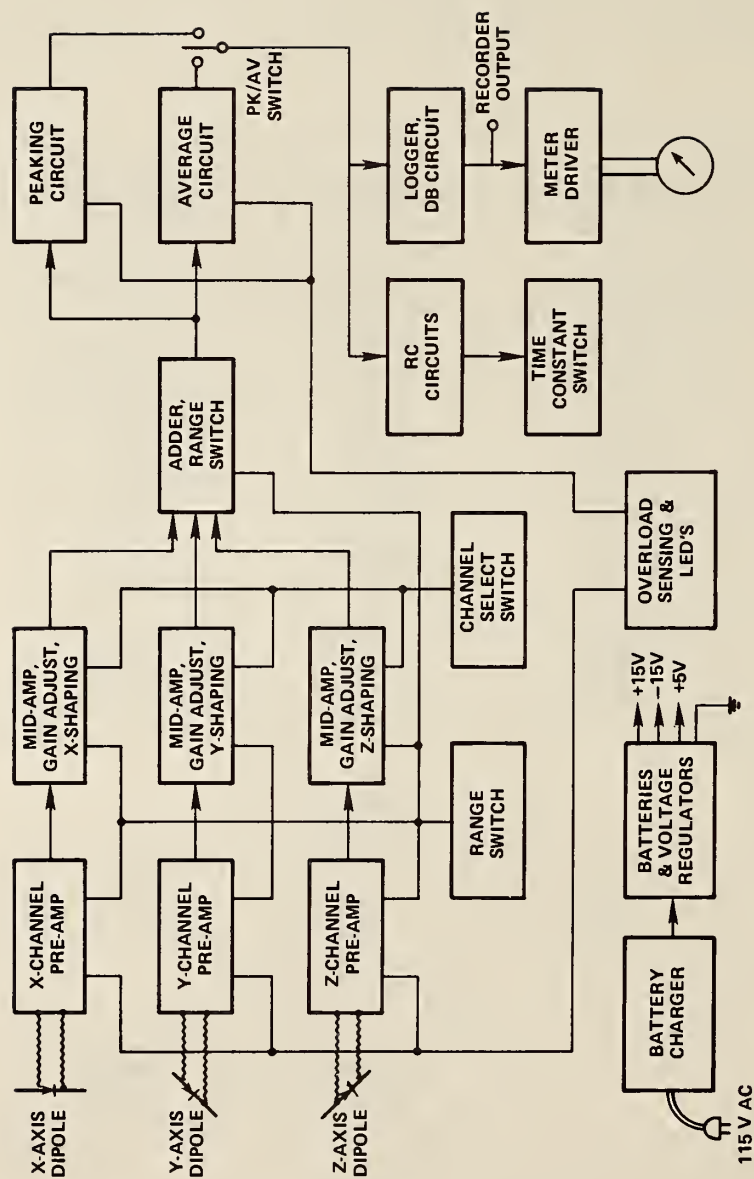 X-AXIS
DIPOLE
X-CHANNEL
PRE-AMP
MID-AMP,
GAIN ADJUST,
X-SHAPING
PEAKING
CIRCUIT
Y-AXIS
DIPOLE
Y-CHANNEL
PRE-AMP
MID-AMP,
GAIN ADJUST,
Y-SHAPING
ADDER,
RANGE
SWITCH
AVERAGE
CIRCUIT
PK/AV
SWITCH
Z-AXIS
DIPOLE
Z-CHANNEL
PRE-AMP
MID-AMP,
GAIN ADJUST,
Z-SHAPING
RANGE
SWITCH
CHANNEL
SELECT
SWITCH
RC
CIRCUITS
LOGGER,
DB CIRCUIT
RECORDER
OUTPUT
TIME
CONSTANT
SWITCH
METER
DRIVER
115 V AC
BATTERY
CHARGER
BATTERIES
& VOLTAGE
REGULATORS
+15V
-15V
+5V
OVERLOAD
SENSING &
LED'S